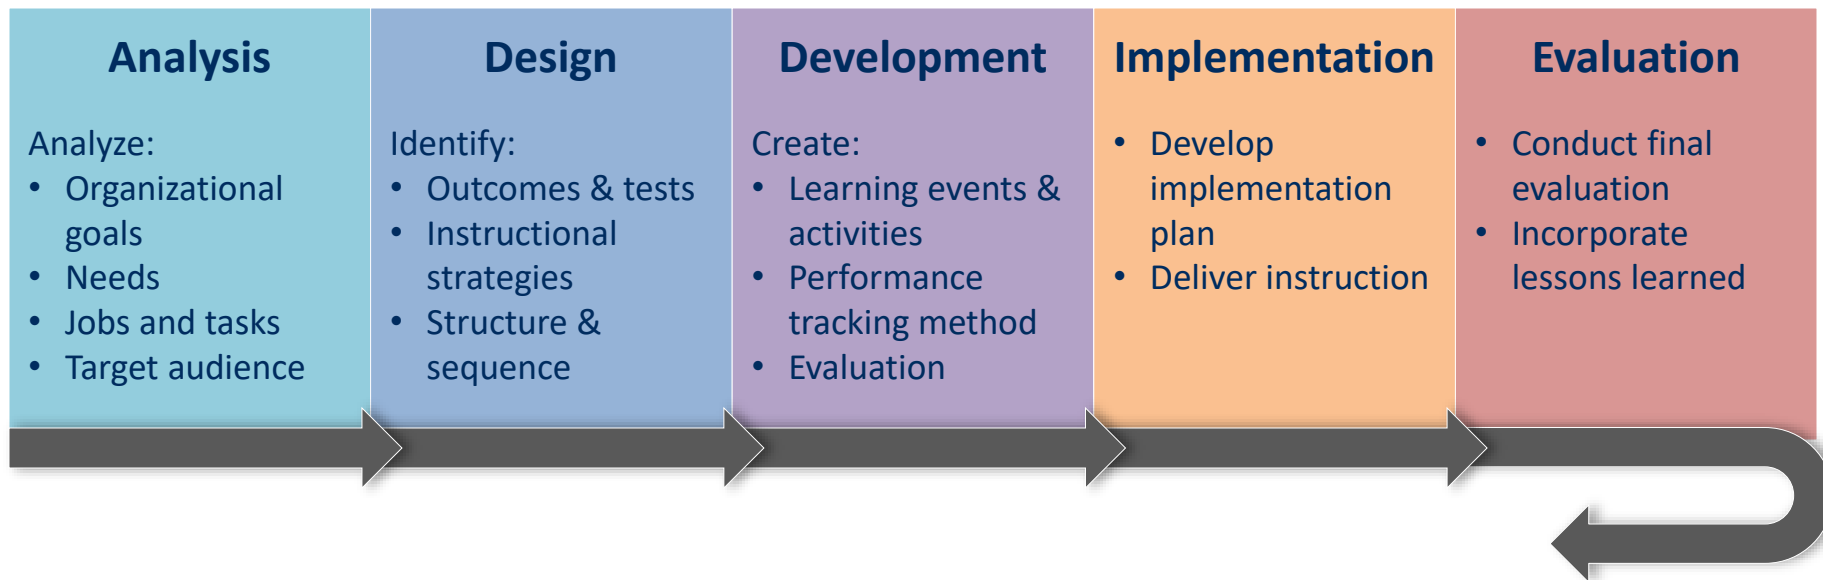 Analysis
Analyze:
• Organizational
goals
• Needs
• Jobs and tasks
• Target audience
Design
Identify:
• Outcomes & tests
• Instructional
strategies
• Structure &
sequence
Development
Create:
• Learning events &
activities
• Performance
tracking method
• Evaluation
Implementation
• Develop
implementation
plan
• Deliver instruction
Evaluation
• Conduct final
evaluation
• Incorporate
lessons learned